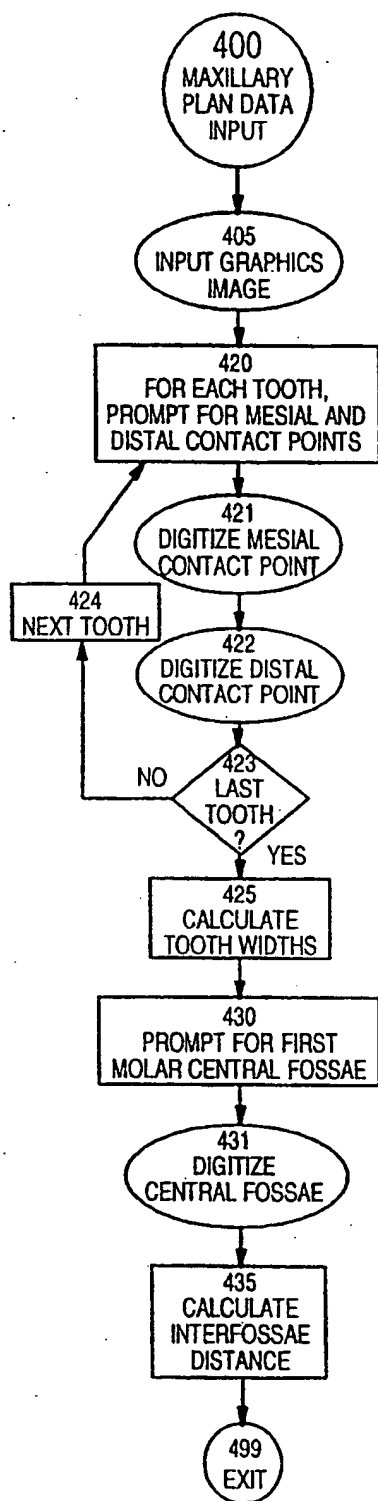 400
MAXILLARY
PLAN DATA
INPUT
405
INPUT GRAPHICS
IMAGE
420
FOR EACH TOOTH,
PROMPT FOR MESIAL AND
DISTAL CONTACT POINTS
421
DIGITIZE MESIAL
CONTACT POINT
424
NEXT TOOTH
422
DIGITIZE DISTAL
CONTACT POINT
423
LAST
TOOTH
?
NO
YES
425
CALCULATE
TOOTH WIDTHS
430
PROMPT FOR FIRST
MOLAR CENTRAL FOSSAE
431
DIGITIZE
CENTRAL FOSSAE
435
CALCULATE
INTERFOSSAE
DISTANCE
499
EXIT